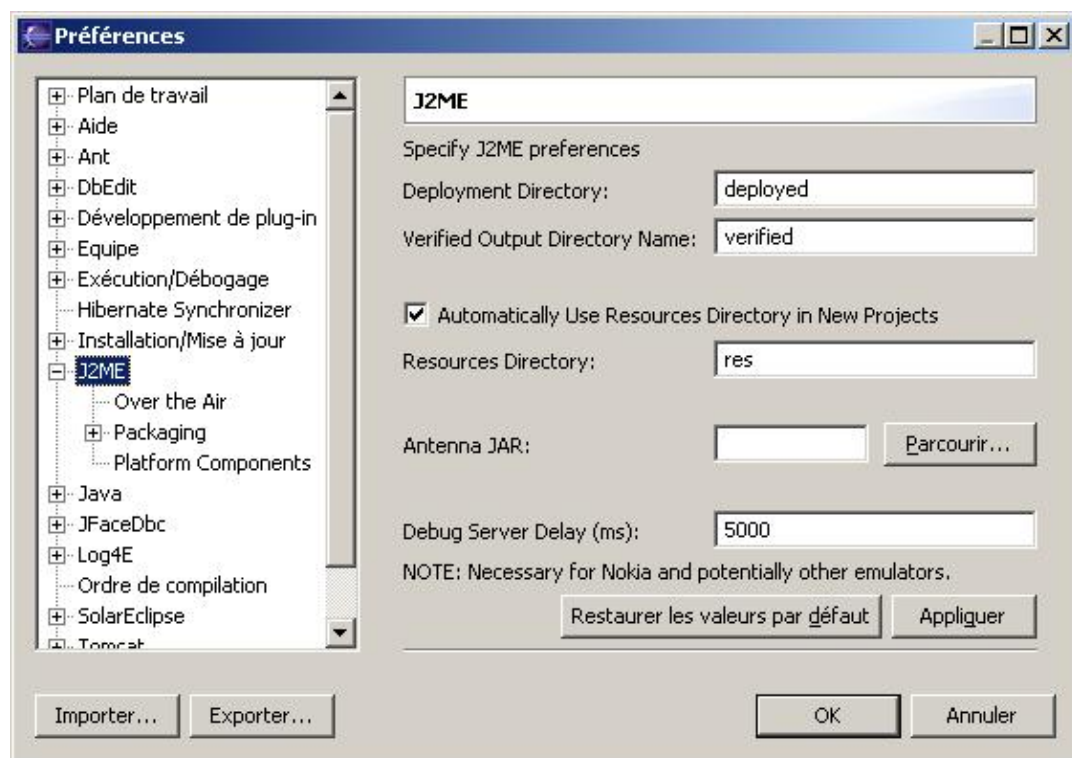 Préférences
Plan de travail
Aide
Ant
DbEdit
Développement de plug-in
Equipe
Exécution/Débogage
Hibernate Synchronizer
Installation/Mise à jour
J2ME
Over the Air
Packaging
Platform Components
Java
JFaceDbc
Log4E
Ordre de compilation
SolarEclipse
Tomcat
J2ME
Specify J2ME preferences
Deployment Directory: deployed
Verified Output Directory Name: verified
Automatically Use Resources Directory in New Projects
Resources Directory: res
Antenna JAR: Parcourir...
Debug Server Delay (ms): 5000
NOTE: Necessary for Nokia and potentially other emulators.
Restaurer les valeurs par défaut Appliquer
Importer... Exporter... OK Annuler